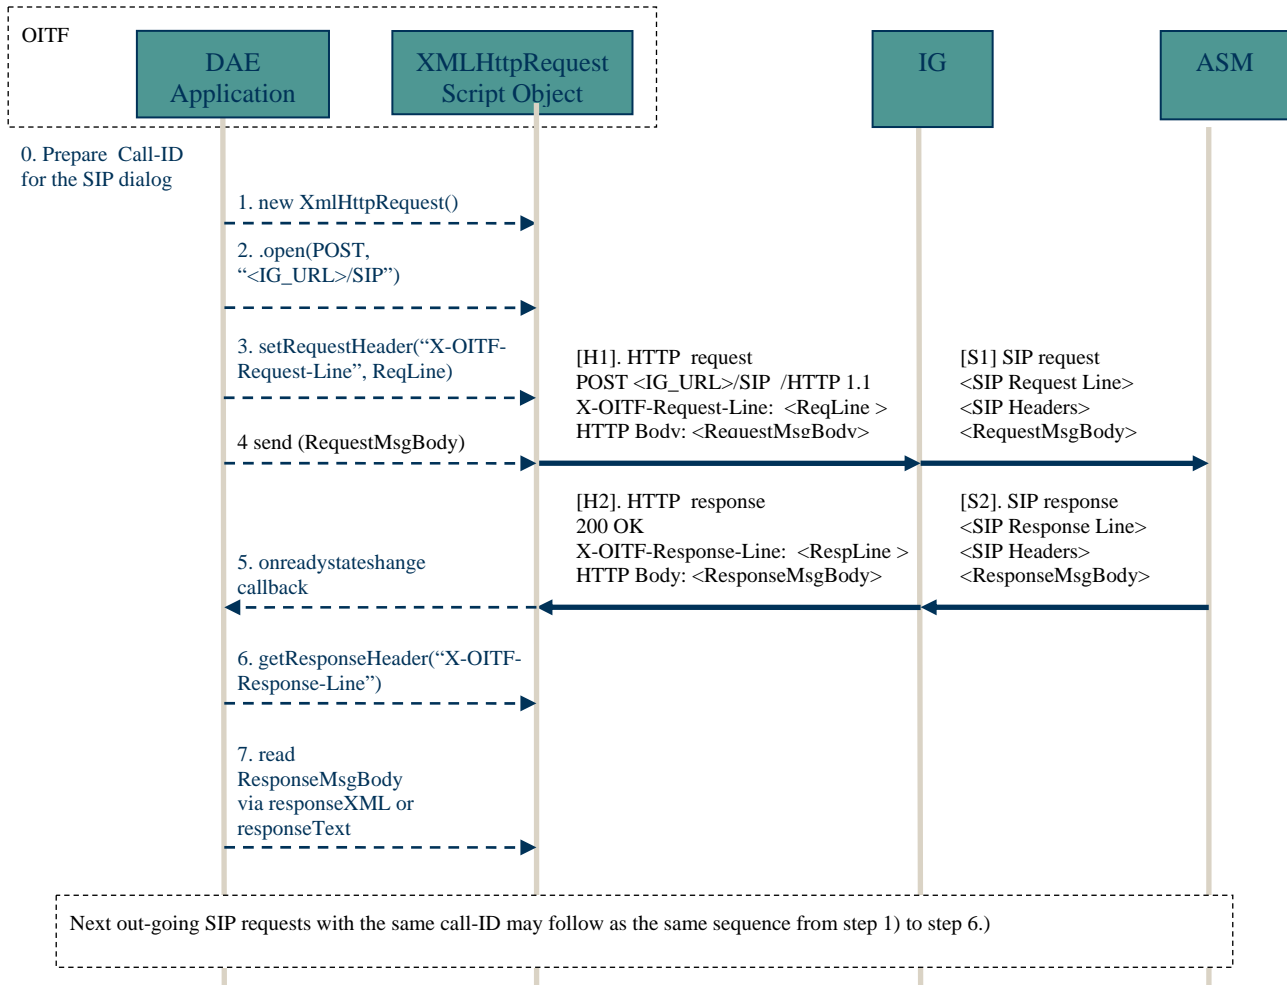 OITF
DAE
Application
XMLHttpRequest
Script Object
IG
ASM
0. Prepare Call-ID
for the SIP dialog
1. new XmlHttpRequest()
2. .open(POST,
“<IG_URL>/SIP”)
3. setRequestHeader(“X-OITF-
Request-Line”, ReqLine)
[H1]. HTTP request
POST <IG_URL>/SIP /HTTP 1.1
X-OITF-Request-Line: <ReqLine >
HTTP Body: <RequestMsgBody>
[S1] SIP request
<SIP Request Line>
<SIP Headers>
<RequestMsgBody>
4 send (RequestMsgBody)
[H2]. HTTP response
200 OK
X-OITF-Response-Line: <RespLine >
HTTP Body: <ResponseMsgBody>
[S2]. SIP response
<SIP Response Line>
<SIP Headers>
<ResponseMsgBody>
5. onreadystateshange
callback
6. getResponseHeader(“X-OITF-
Response-Line”)
7. read
ResponseMsgBody
via responseXML or
responseText
Next out-going SIP requests with the same call-ID may follow as the same sequence from step 1) to step 6.)